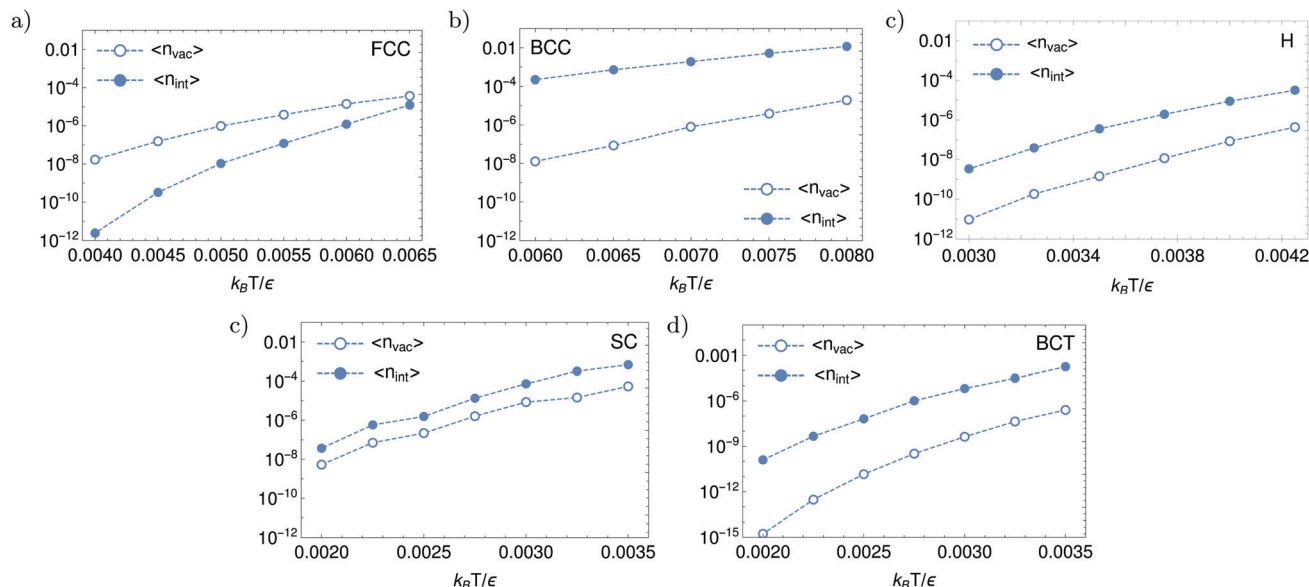 a)
FCC
<n_vac>
<n_int>
0.01
10^-4
10^-6
10^-8
10^-10
10^-12
0.0040 0.0045 0.0050 0.0055 0.0060 0.0065
k_BT/ϵ
b)
BCC
0.01
10^-4
10^-6
10^-8
10^-10
10^-12
<n_vac>
<n_int>
0.0060 0.0065 0.0070 0.0075 0.0080
k_BT/ϵ
c)
H
<n_vac>
<n_int>
0.01
10^-4
10^-6
10^-8
10^-10
10^-12
0.0030 0.0034 0.0038 0.0042
k_BT/ϵ
c)
SC
<n_vac>
<n_int>
0.01
10^-4
10^-6
10^-8
10^-10
10^-12
0.0020 0.0025 0.0030 0.0035
k_BT/ϵ
d)
BCT
<n_vac>
<n_int>
0.001
10^-6
10^-9
10^-12
10^-15
0.0020 0.0025 0.0030 0.0035
k_BT/ϵ